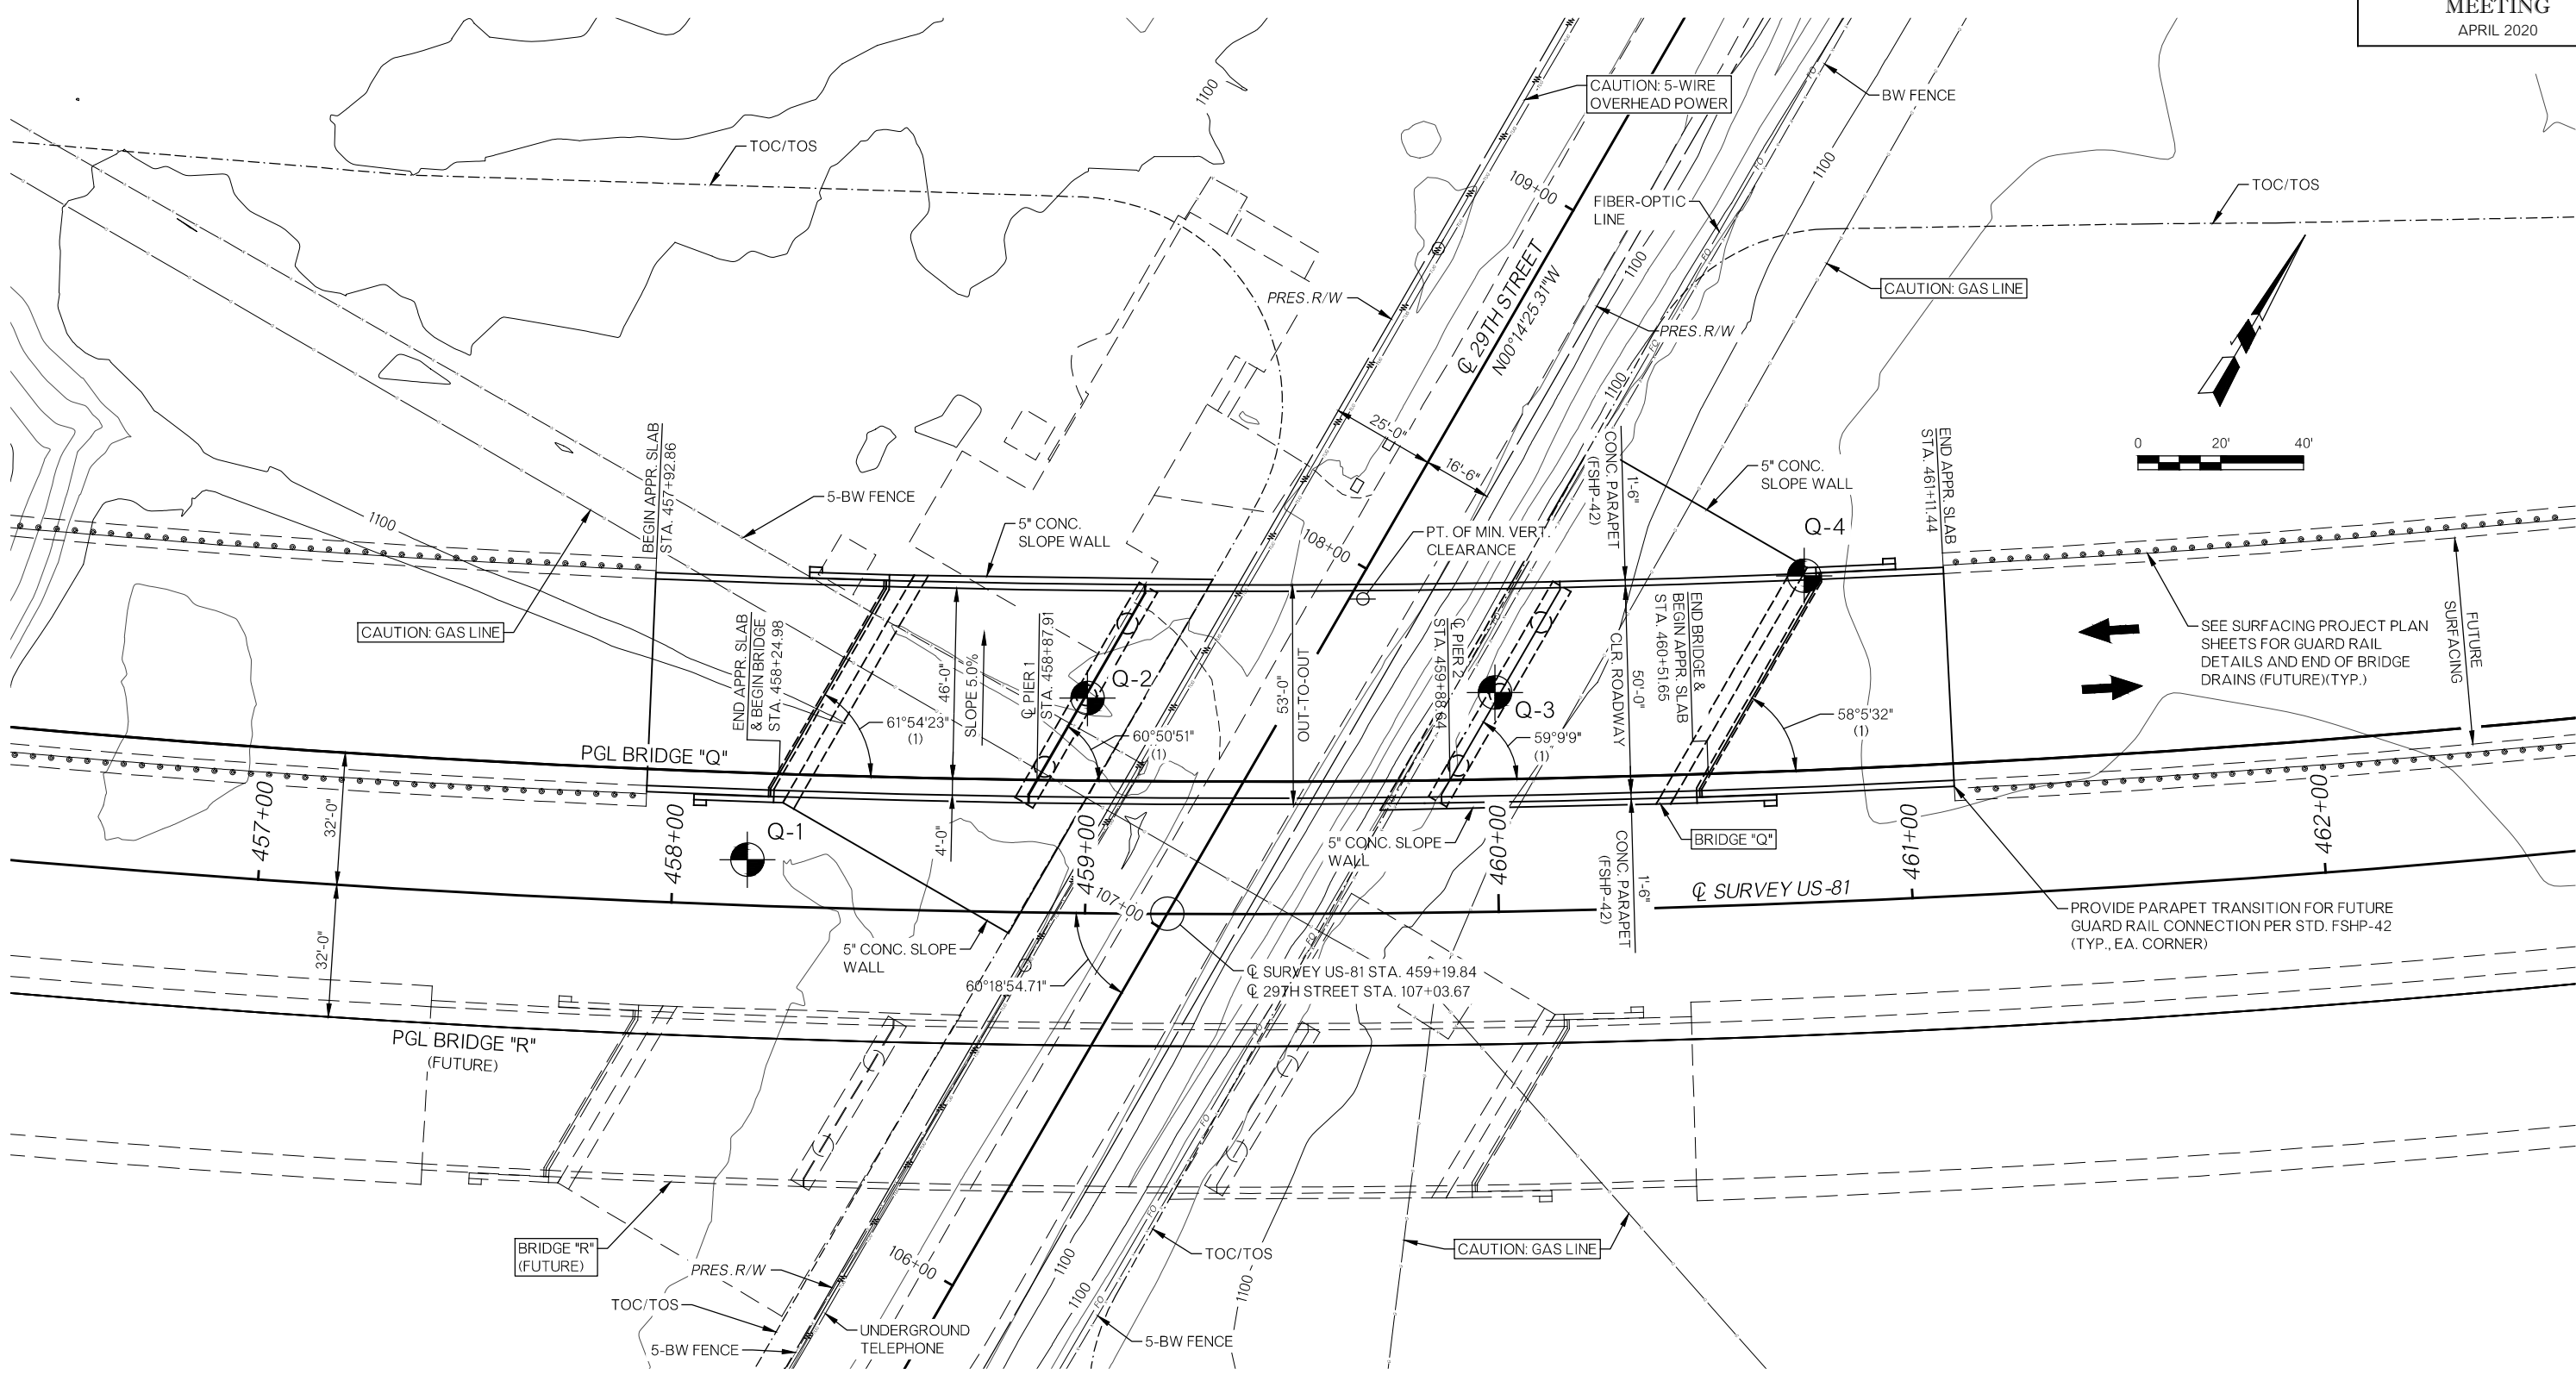 MEETING
APRIL 2020
1100
CAUTION: 5-WIRE
OVERHEAD POWER
BW FENCE
TOC/TOS
109+00
FIBER-OPTIC
LINE
1100
TOC/TOS
PRES. R/W
℄ 29TH STREET
N00°14'25.31"W
1100
PRES. R/W
CAUTION: GAS LINE
1100
25'-0"
16'-6"
0 20' 40'
BEGIN APPR. SLAB
STA. 457+92.86
5-BW FENCE
1100
5" CONC.
SLOPE WALL
108+00
PT. OF MIN. VERT.
CLEARANCE
CONC. PARAPET
(FSHP-42)
1'-6"
5" CONC.
SLOPE WALL
Q-4
END APPR. SLAB
STA. 461+11.44
CAUTION: GAS LINE
END APPR. SLAB
& BEGIN BRIDGE
STA. 458+24.98
61°54'23"
(1)
46'-0"
SLOPE 5.0%
℄ PIER 1
STA. 458+87.91
Q-2
60°50'51"
(1)
53'-0"
OUT-TO-OUT
℄ PIER 2
STA. 459+88.64
Q-3
59°9'9"
(1)
CLR. ROADWAY
50'-0"
END BRIDGE &
BEGIN APPR. SLAB
STA. 460+51.65
58°5'32"
(1)
SEE SURFACING PROJECT PLAN
SHEETS FOR GUARD RAIL
DETAILS AND END OF BRIDGE
DRAINS (FUTURE)(TYP.)
FUTURE
SURFACING
PGL BRIDGE "Q"
457+00
32'-0"
458+00
Q-1
4'-0"
459+00
5" CONC. SLOPE
WALL
460+00
CONC. PARAPET
(FSHP-42)
1'-6"
BRIDGE "Q"
461+00
462+00
℄ SURVEY US-81
107+00
32'-0"
5" CONC. SLOPE
WALL
60°18'54.71"
℄ SURVEY US-81 STA. 459+19.84
℄ 29TH STREET STA. 107+03.67
PROVIDE PARAPET TRANSITION FOR FUTURE
GUARD RAIL CONNECTION PER STD. FSHP-42
(TYP., EA. CORNER)
PGL BRIDGE "R"
(FUTURE)
BRIDGE "R"
(FUTURE)
PRES. R/W
106+00
1100
TOC/TOS
CAUTION: GAS LINE
TOC/TOS
1100
1100
UNDERGROUND
TELEPHONE
5-BW FENCE
5-BW FENCE
FO
FO
FO
FO
FO
FO
FO
FO
FO